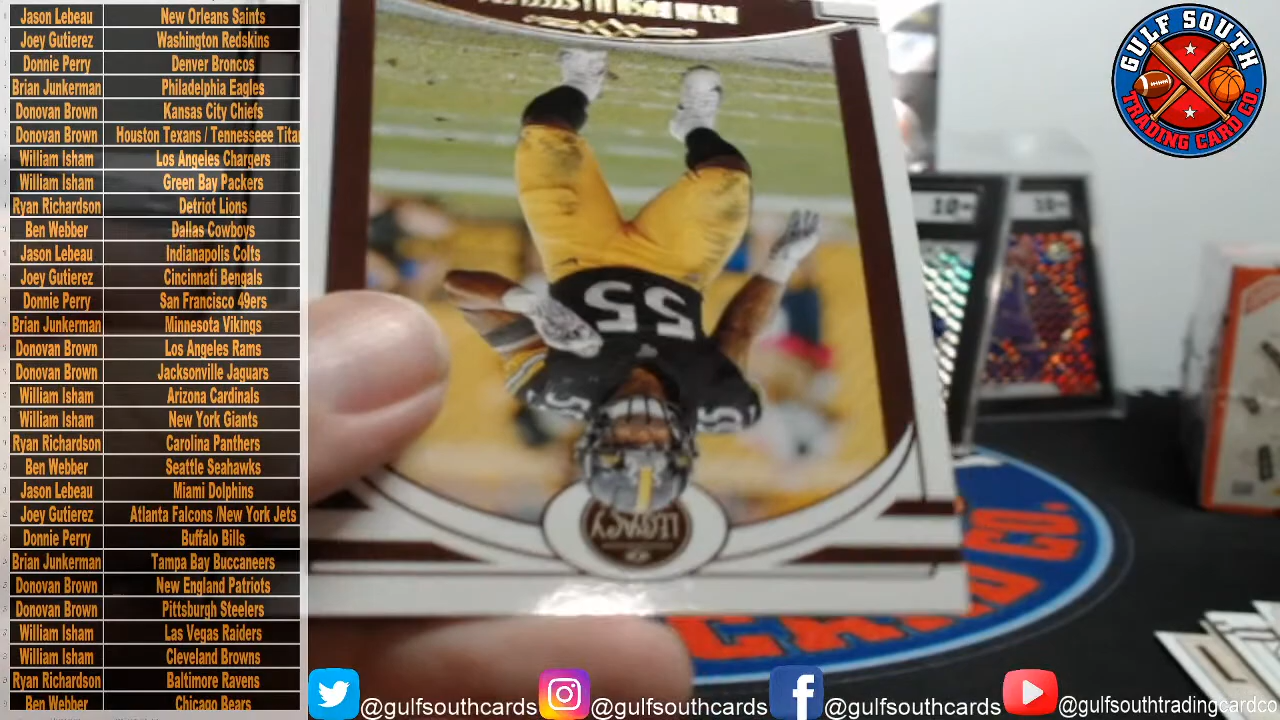 Jason Lebeau New Orleans Saints
Joey Gutierez Washington Redskins
Donnie Perry Denver Broncos
Brian Junkerman Philadelphia Eagles
Donovan Brown Kansas City Chiefs
Donovan Brown Houston Texans / Tennesseee Titan
William Isham Los Angeles Chargers
William Isham Green Bay Packers
Ryan Richardson Detriot Lions
Ben Webber Dallas Cowboys
Jason Lebeau Indianapolis Colts
Joey Gutierez Cincinnati Bengals
Donnie Perry San Francisco 49ers
Brian Junkerman Minnesota Vikings
Donovan Brown Los Angeles Rams
Donovan Brown Jacksonville Jaguars
William Isham Arizona Cardinals
William Isham New York Giants
Ryan Richardson Carolina Panthers
Ben Webber Seattle Seahawks
Jason Lebeau Miami Dolphins
Joey Gutierez Atlanta Falcons /New York Jets
Donnie Perry Buffalo Bills
Brian Junkerman Tampa Bay Buccaneers
Donovan Brown New England Patriots
Donovan Brown Pittsburgh Steelers
William Isham Las Vegas Raiders
William Isham Cleveland Browns
Ryan Richardson Baltimore Ravens
Ben Webber Chicago Bears
GULF SOUTH
TRADING CARD CO.
55
55
LEGACY
10
10
CARD CO.
@gulfsouthcards @gulfsouthcards @gulfsouthcards @gulfsouthtradingcardco